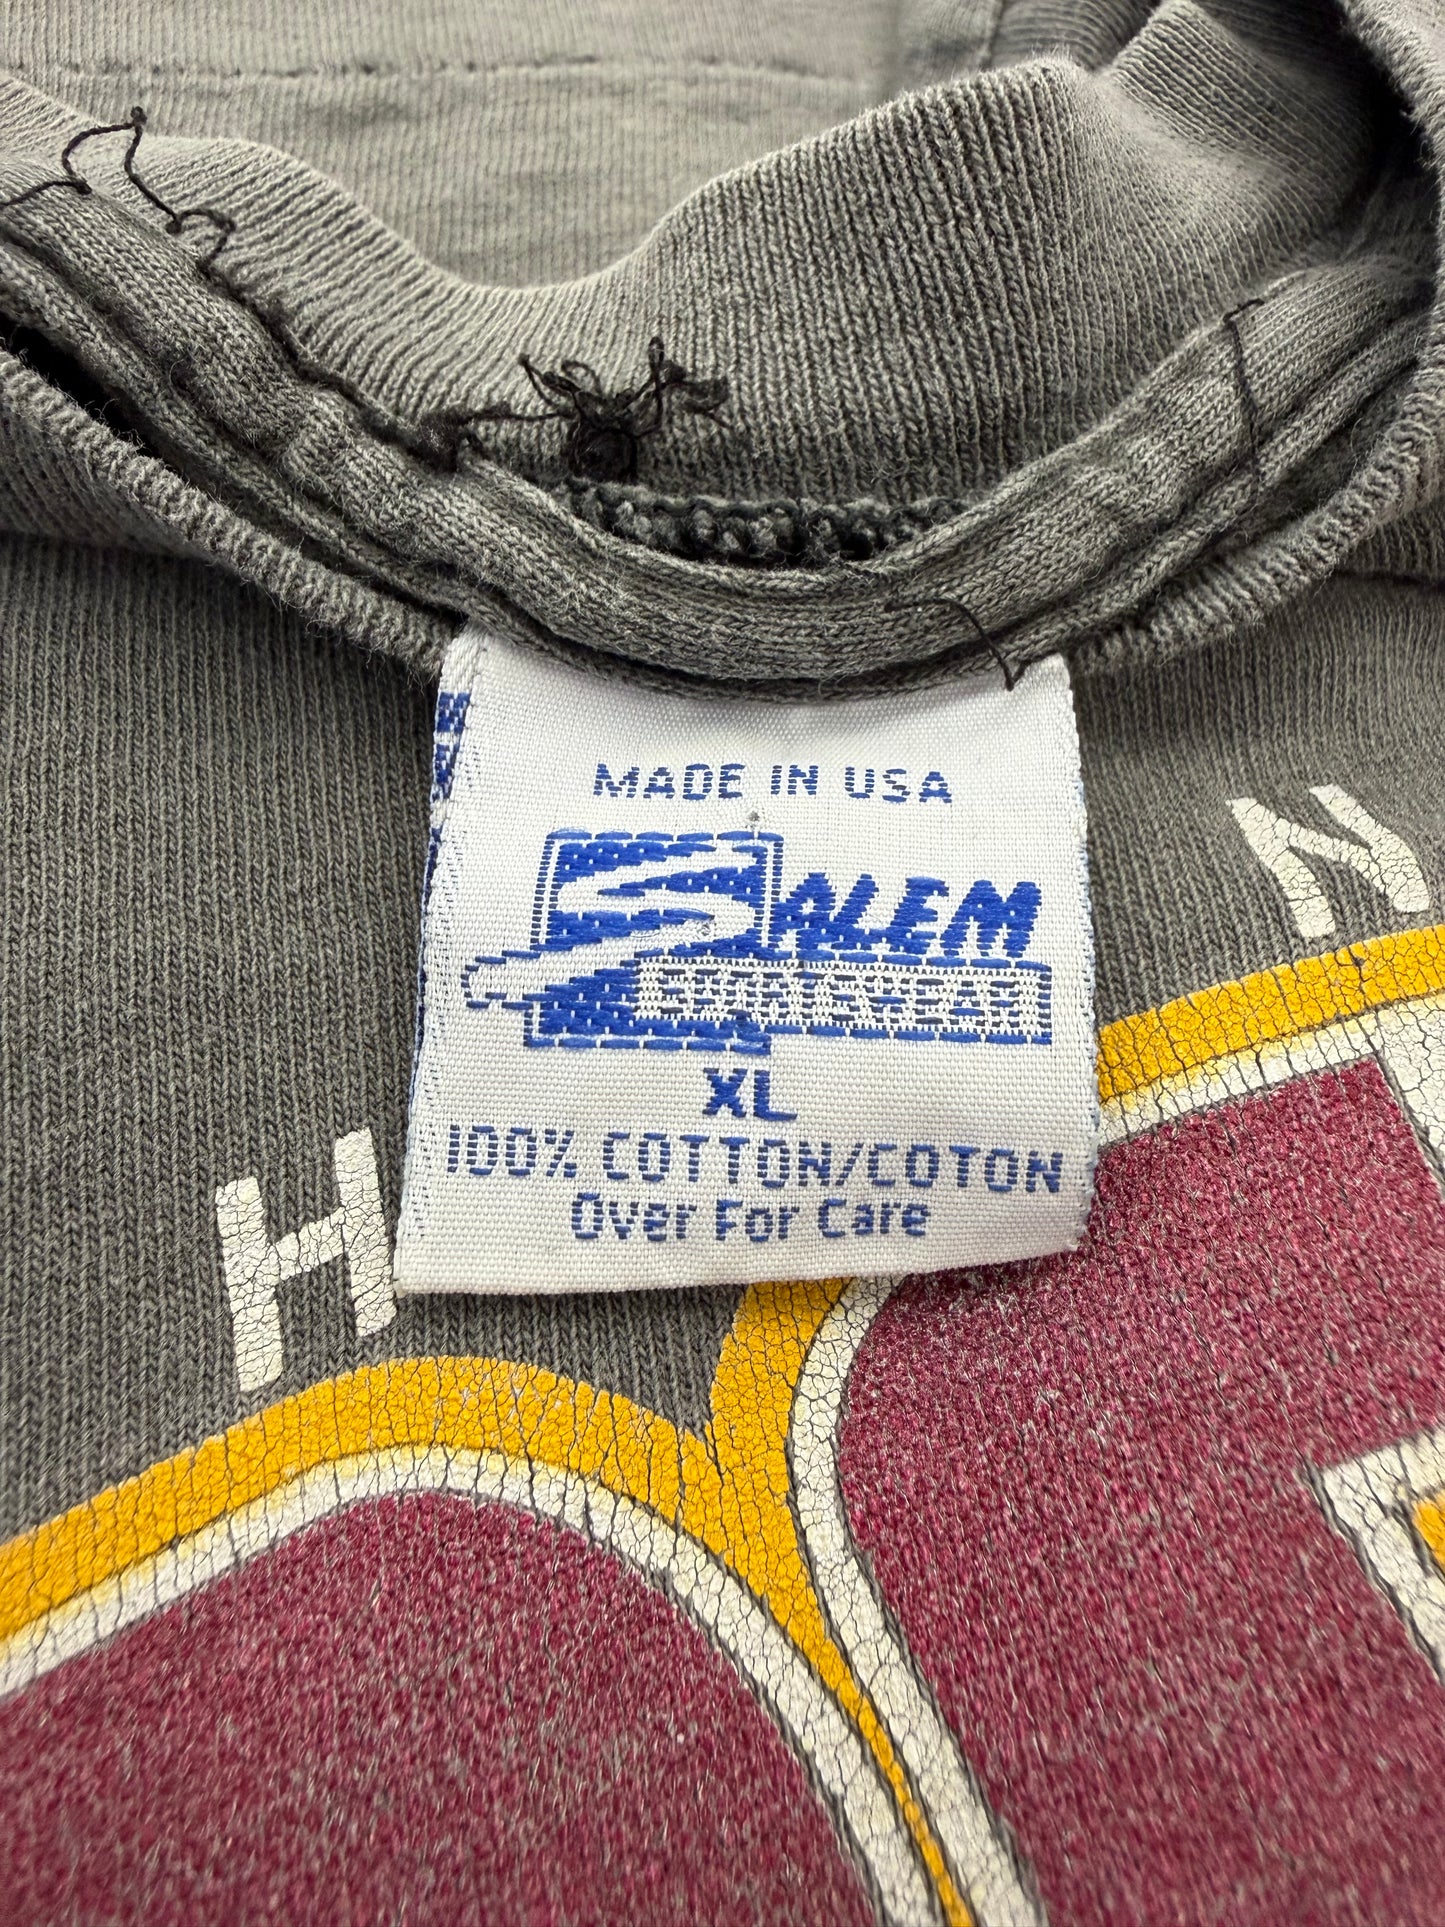 MADE IN USA
SALEM
SPORTSWEAR
XL
100% COTTON/COTON
Over For Care
N
H